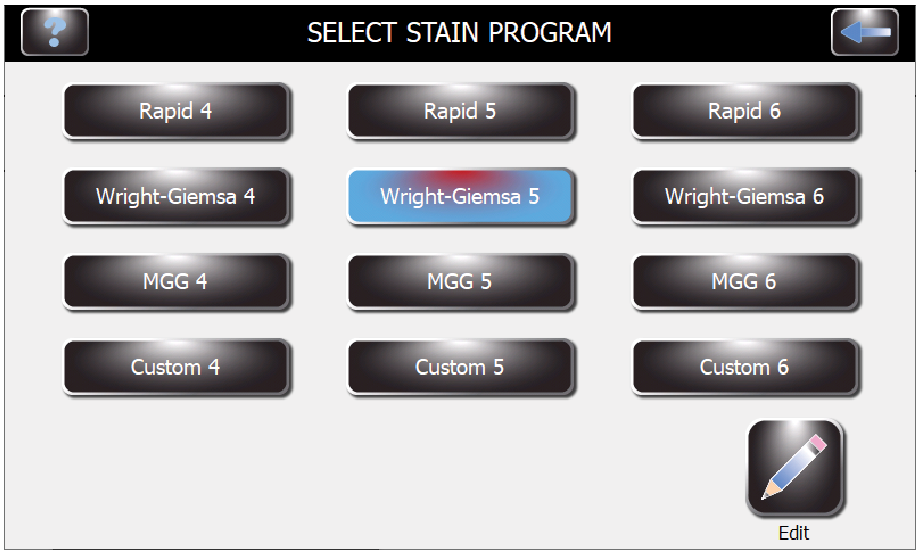 SELECT STAIN PROGRAM
Rapid 4
Rapid 5
Rapid 6
Wright-Giemsa 4
Wright-Giemsa 5
Wright-Giemsa 6
MGG 4
MGG 5
MGG 6
Custom 4
Custom 5
Custom 6
Edit